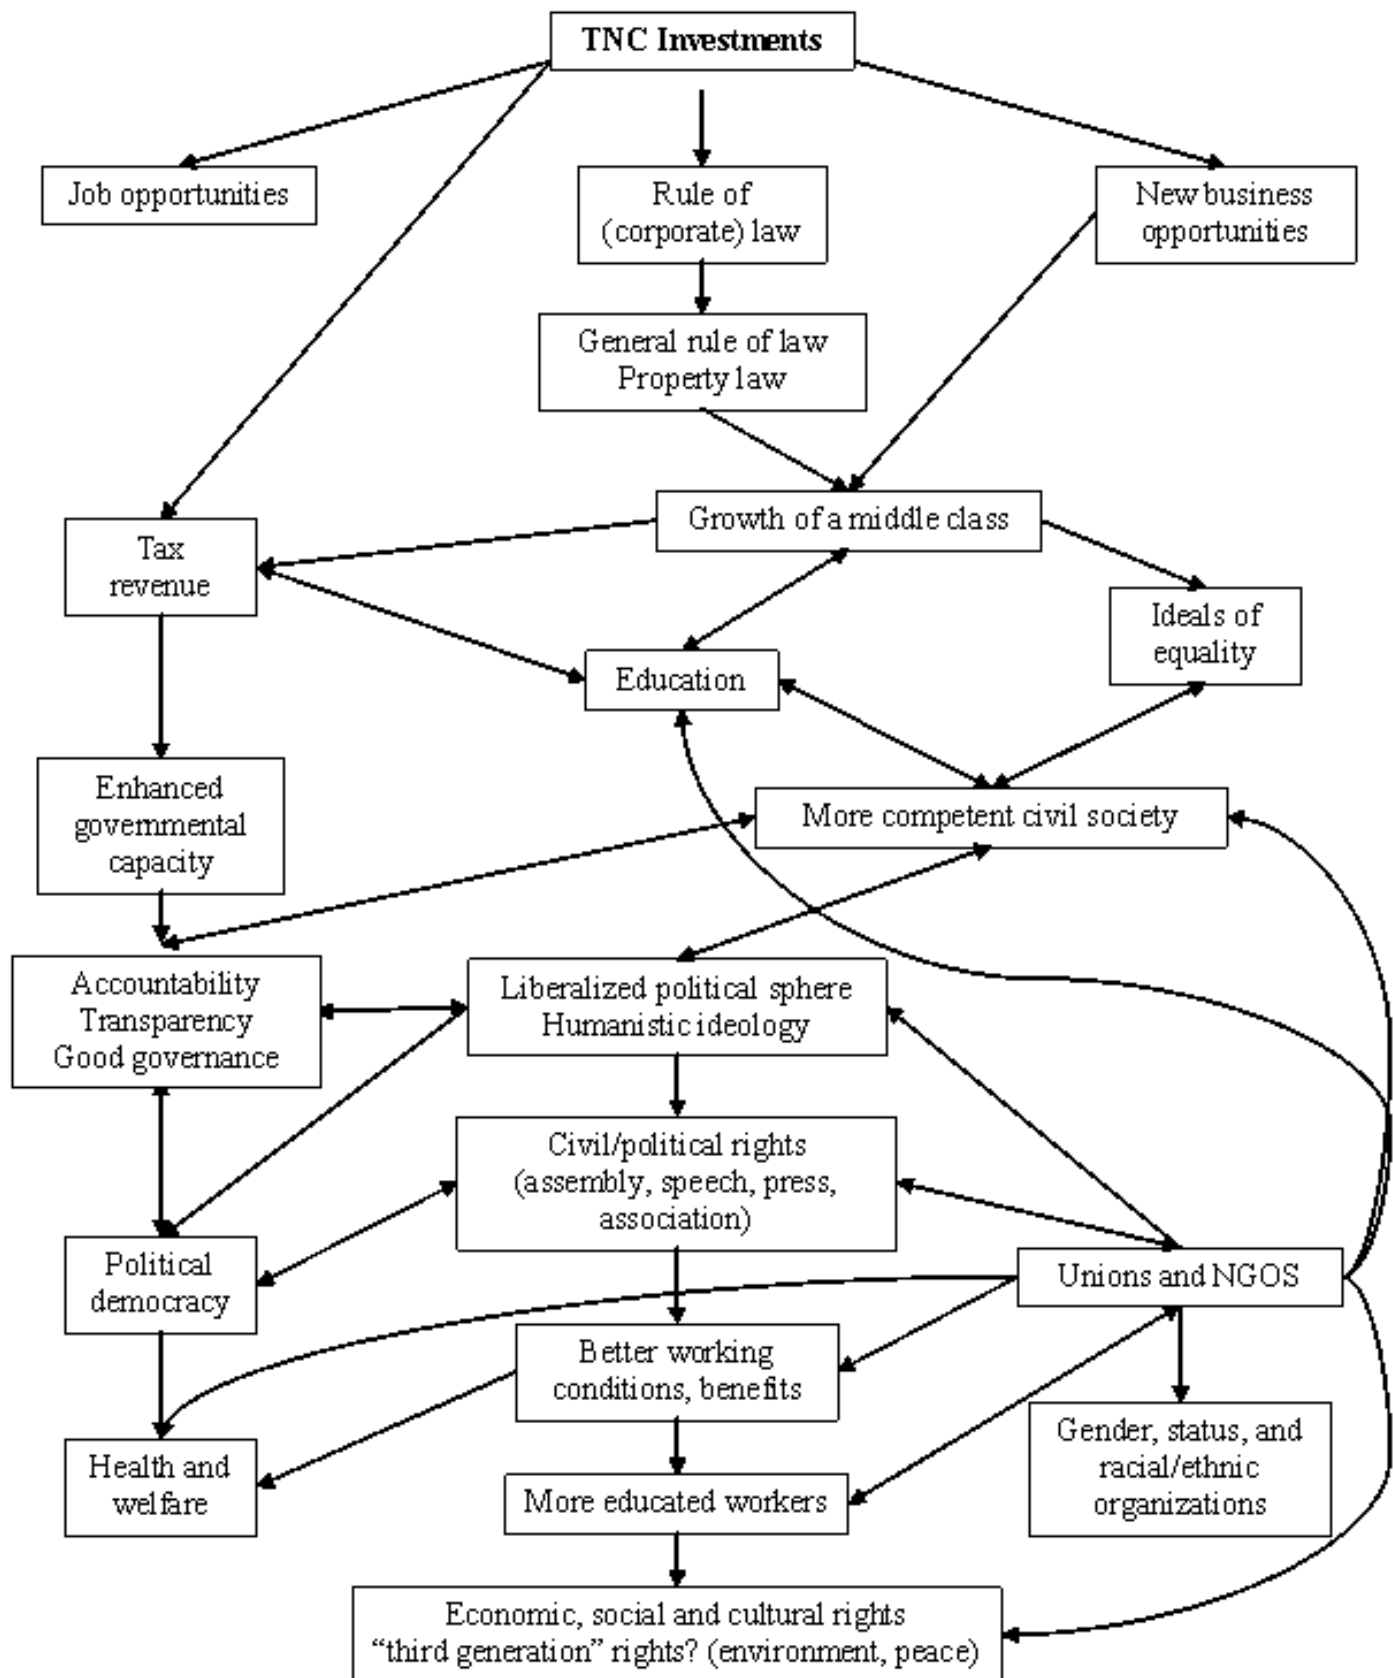 TNC Investments
Job opportunities
Rule of
(corporate) law
New business
opportunities
General rule of law
Property law
Growth of a middle class
Tax
revenue
Ideals of
equality
Education
Enhanced
governmental
capacity
More competent civil society
Accountability
Transparency
Good governance
Liberalized political sphere
Humanistic ideology
Civil/political rights
(assembly, speech, press,
association)
Political
democracy
Unions and NGOS
Better working
conditions, benefits
Gender, status, and
racial/ethnic
organizations
Health and
welfare
More educated workers
Economic, social and cultural rights
“third generation” rights? (environment, peace)